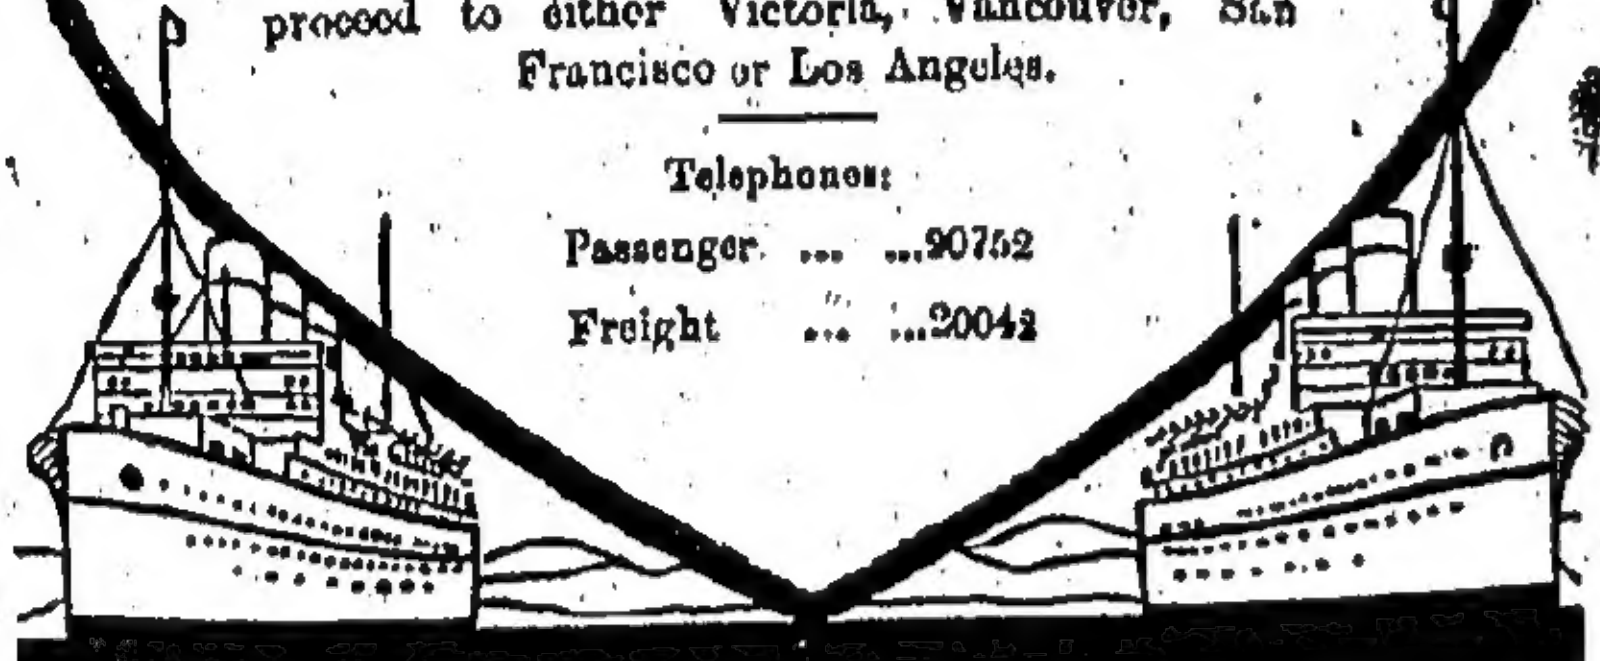 proceed to either Victoria, Vancouver, San
Francisco or Los Angeles.
Telephones:
Passenger ... ...20752
Freight ... ...20042